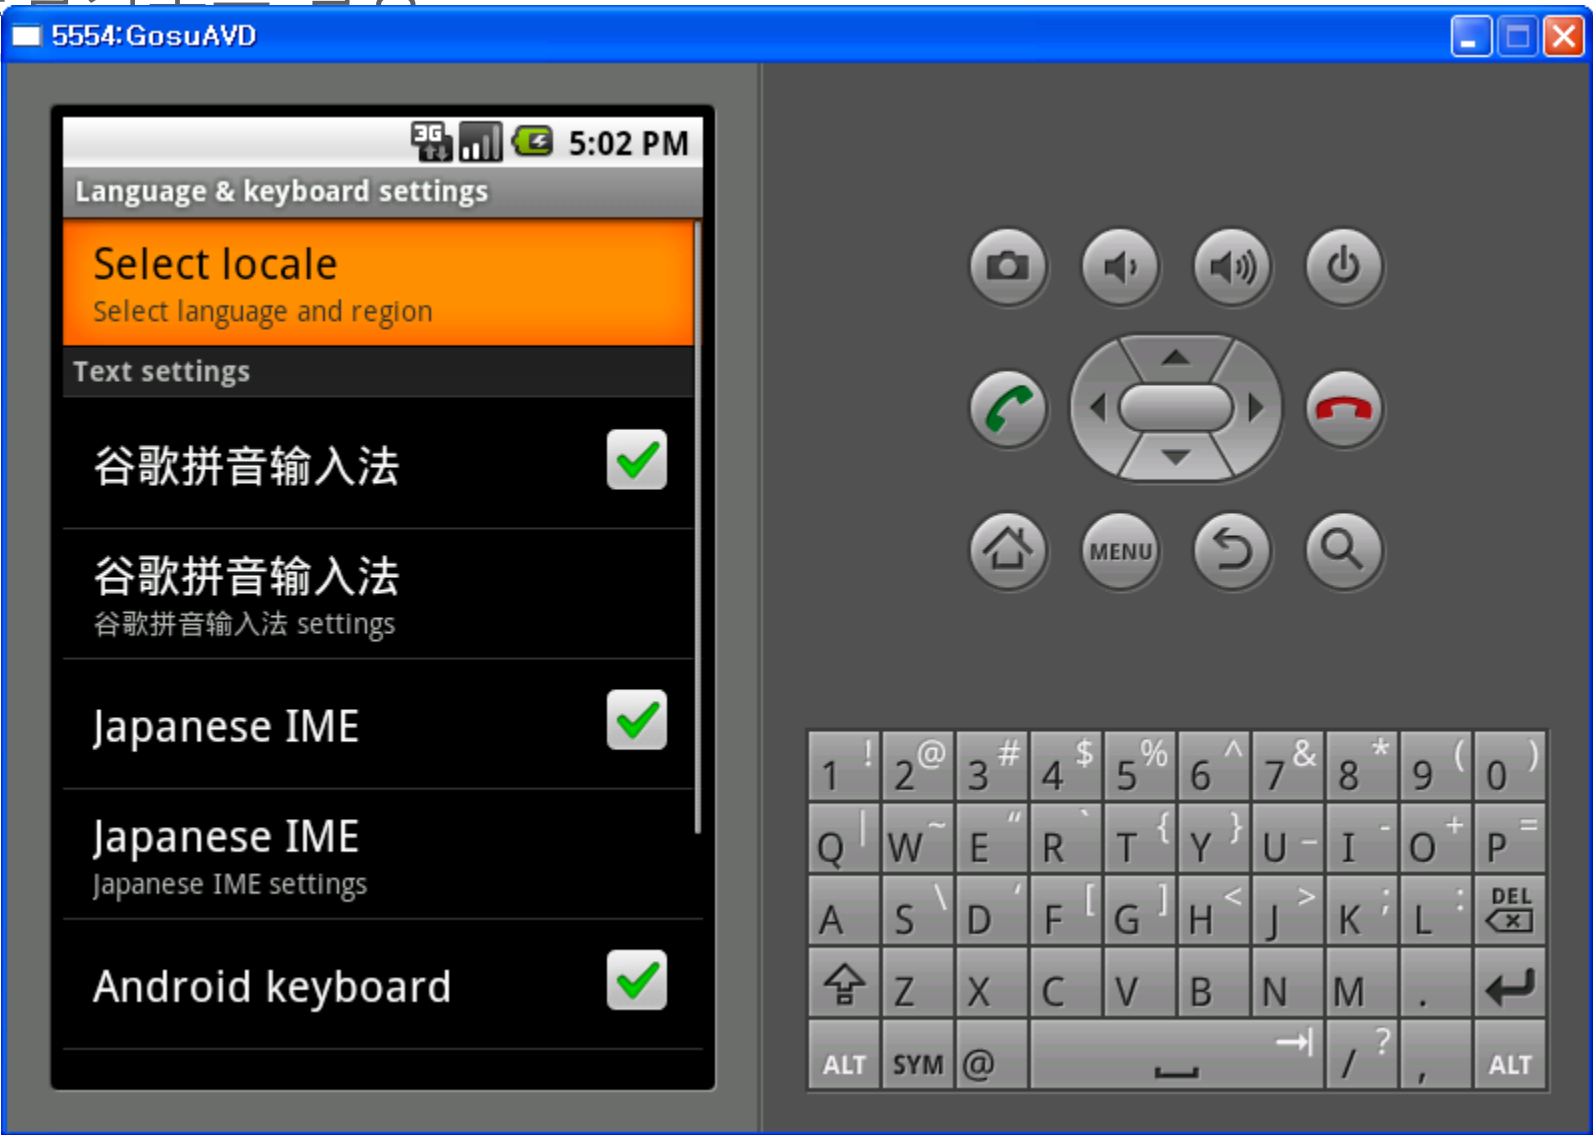 5554:GosuAVD
3G 5:02 PM
Language & keyboard settings
Select locale
Select language and region
Text settings
谷歌拼音输入法
谷歌拼音输入法
谷歌拼音输入法 settings
Japanese IME
Japanese IME
Japanese IME settings
Android keyboard
MENU
1 ! 2 @ 3 # 4 $ 5 % 6 ^ 7 & 8 * 9 ( 0 )
Q | W ~ E " R ` T { Y } U _ I - O + P =
A S \ D ' F [ G ] H < J > K ; L : DEL
Z X C V B N M .
ALT SYM @ / ? , ALT